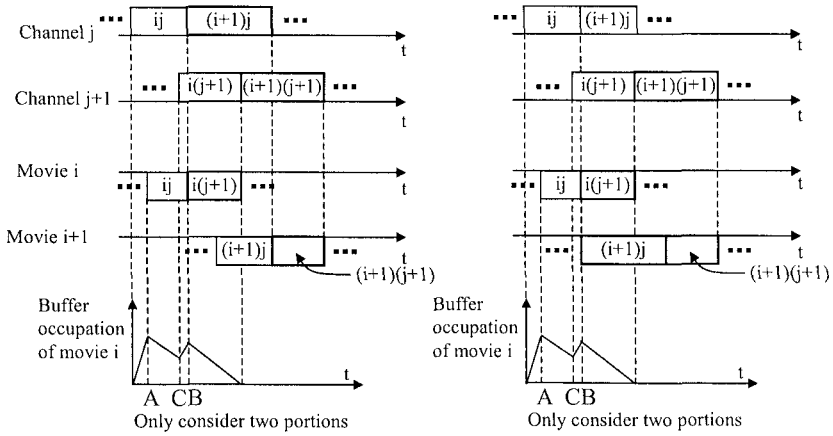 Channel j
ij
(i+1)j
t
Channel j+1
i(j+1)
(i+1)(j+1)
t
Movie i
ij
i(j+1)
t
Movie i+1
(i+1)j
t
(i+1)(j+1)
Buffer
occupation
of movie i
t
A
C
B
Only consider two portions
ij
(i+1)j
t
i(j+1)
(i+1)(j+1)
t
ij
i(j+1)
t
(i+1)j
t
(i+1)(j+1)
Buffer
occupation
of movie i
t
A
C
B
Only consider two portions